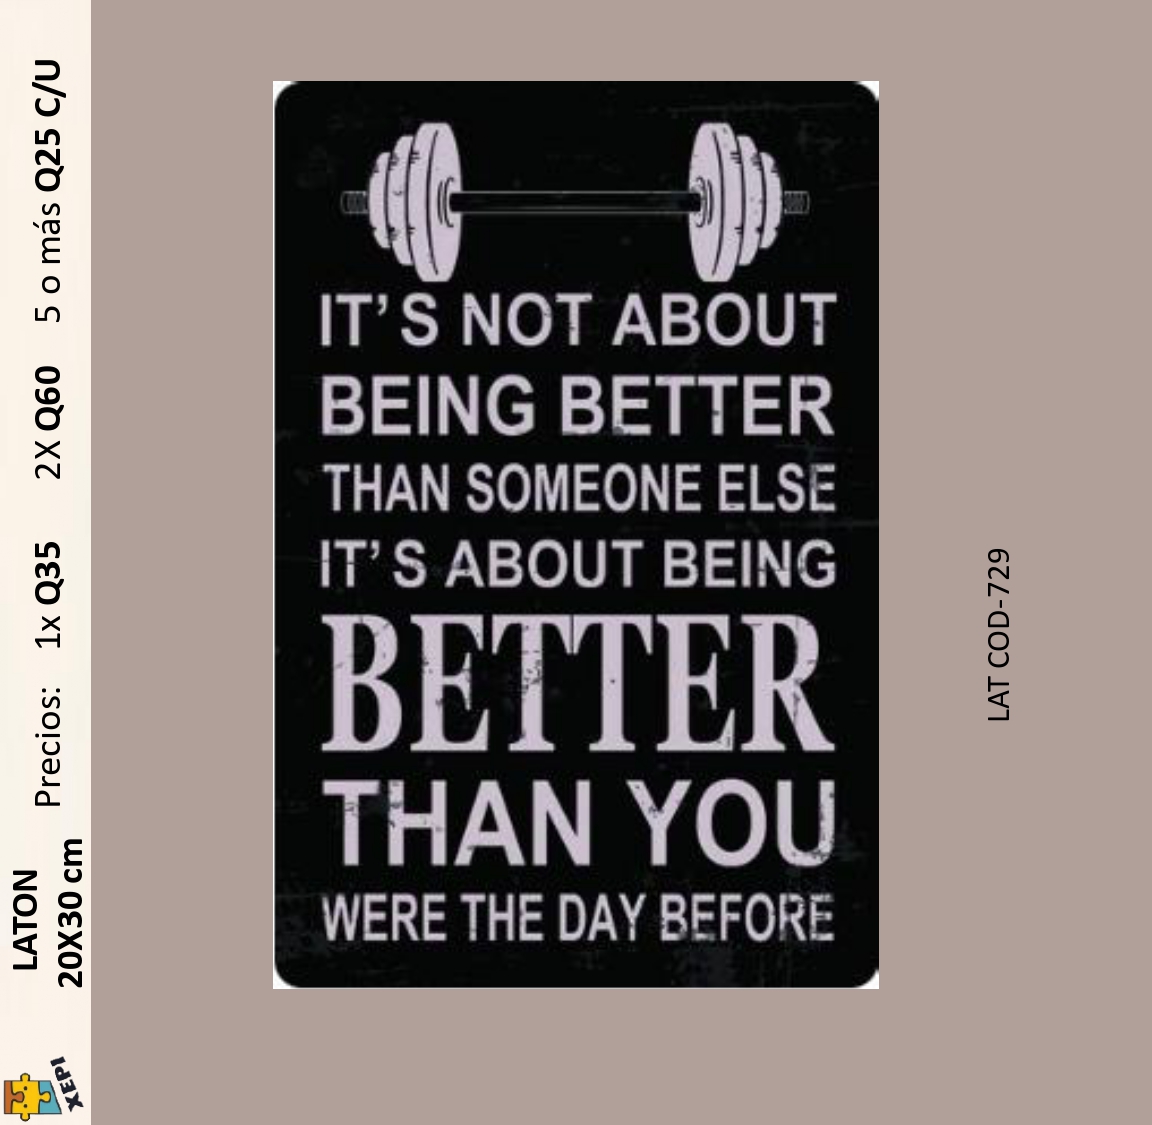 LATON
20X30 cm
Precios: 1x Q35 2X Q60 5 o más Q25 C/U
XEPI
IT'S NOT ABOUT
BEING BETTER
THAN SOMEONE ELSE
IT'S ABOUT BEING
BETTER
THAN YOU
WERE THE DAY BEFORE
LAT COD-729